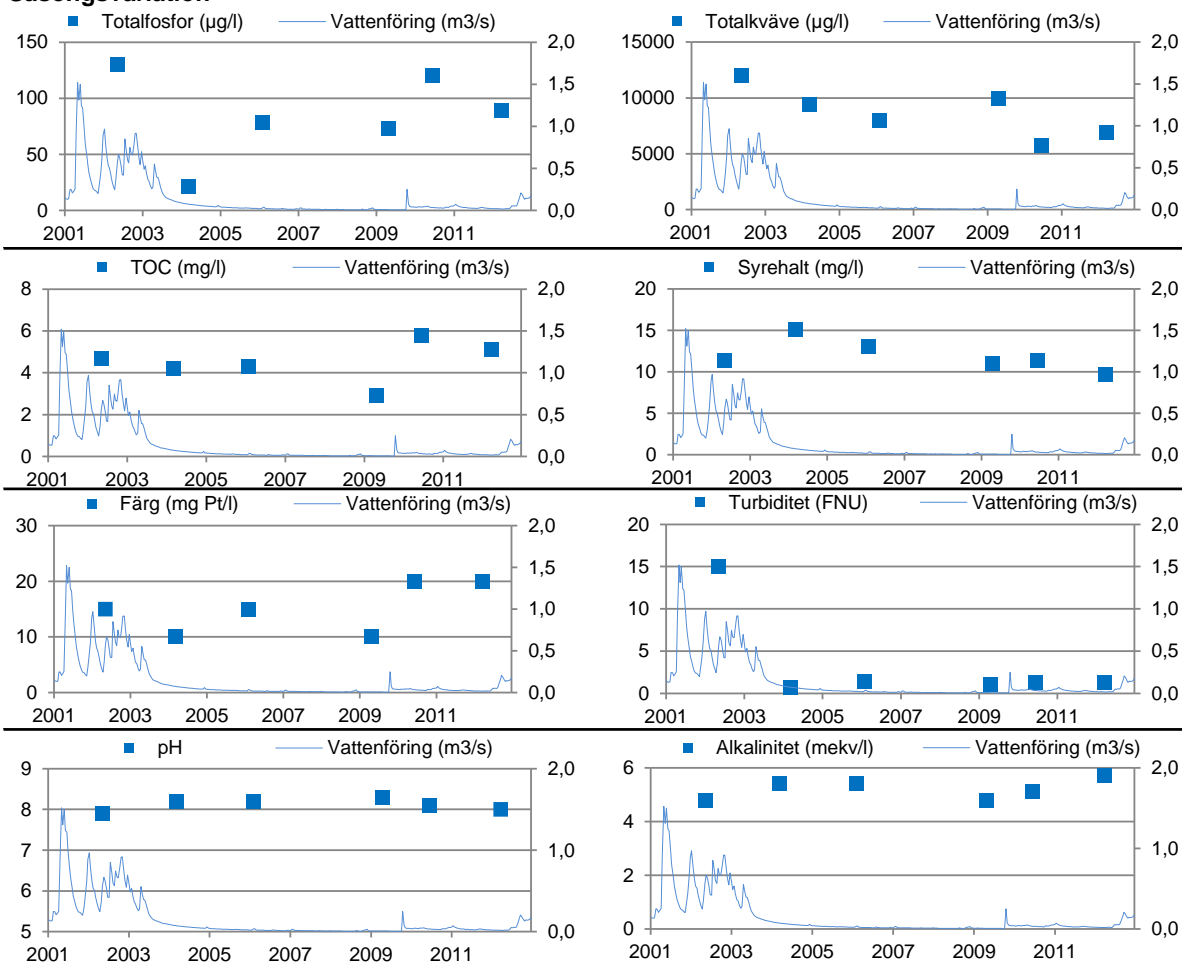 Säsongsvariation
Totalfosfor (µg/l) Vattenföring (m3/s)
150 2,0
100 1,5
1,0
50 0,5
0 0,0
2001 2003 2005 2007 2009 2011
Totalkväve (µg/l) Vattenföring (m3/s)
15000 2,0
10000 1,5
1,0
5000 0,5
0 0,0
2001 2003 2005 2007 2009 2011
TOC (mg/l) Vattenföring (m3/s)
8 2,0
6 1,5
4 1,0
2 0,5
0 0,0
2001 2003 2005 2007 2009 2011
Syrehalt (mg/l) Vattenföring (m3/s)
20 2,0
15 1,5
10 1,0
5 0,5
0 0,0
2001 2003 2005 2007 2009 2011
Färg (mg Pt/l) Vattenföring (m3/s)
30 2,0
20 1,5
1,0
10 0,5
0 0,0
2001 2003 2005 2007 2009 2011
Turbiditet (FNU) Vattenföring (m3/s)
20 2,0
15 1,5
10 1,0
5 0,5
0 0,0
2001 2003 2005 2007 2009 2011
pH Vattenföring (m3/s)
9 2,0
8
7 1,0
6
5 0,0
2001 2003 2005 2007 2009 2011
Alkalinitet (mekv/l) Vattenföring (m3/s)
6 2,0
4
1,0
2
0 0,0
2001 2003 2005 2007 2009 2011